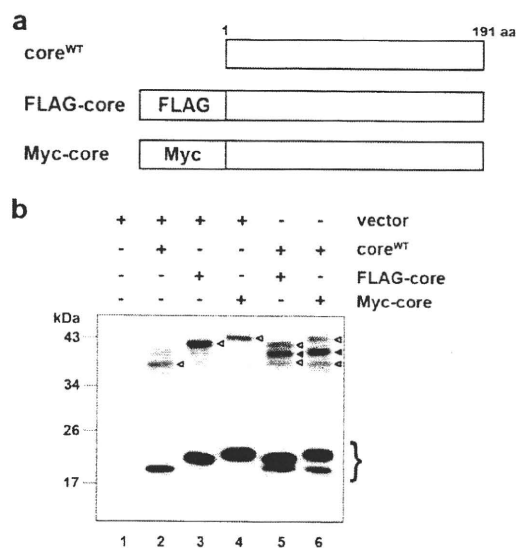 a
1 191 aa
core^WT
FLAG-core FLAG
Myc-core Myc
b
+ + + + - - vector
- + - - + + core^WT
- - + - + - FLAG-core
- - - + - + Myc-core
kDa
43
34
26
17
}
1 2 3 4 5 6